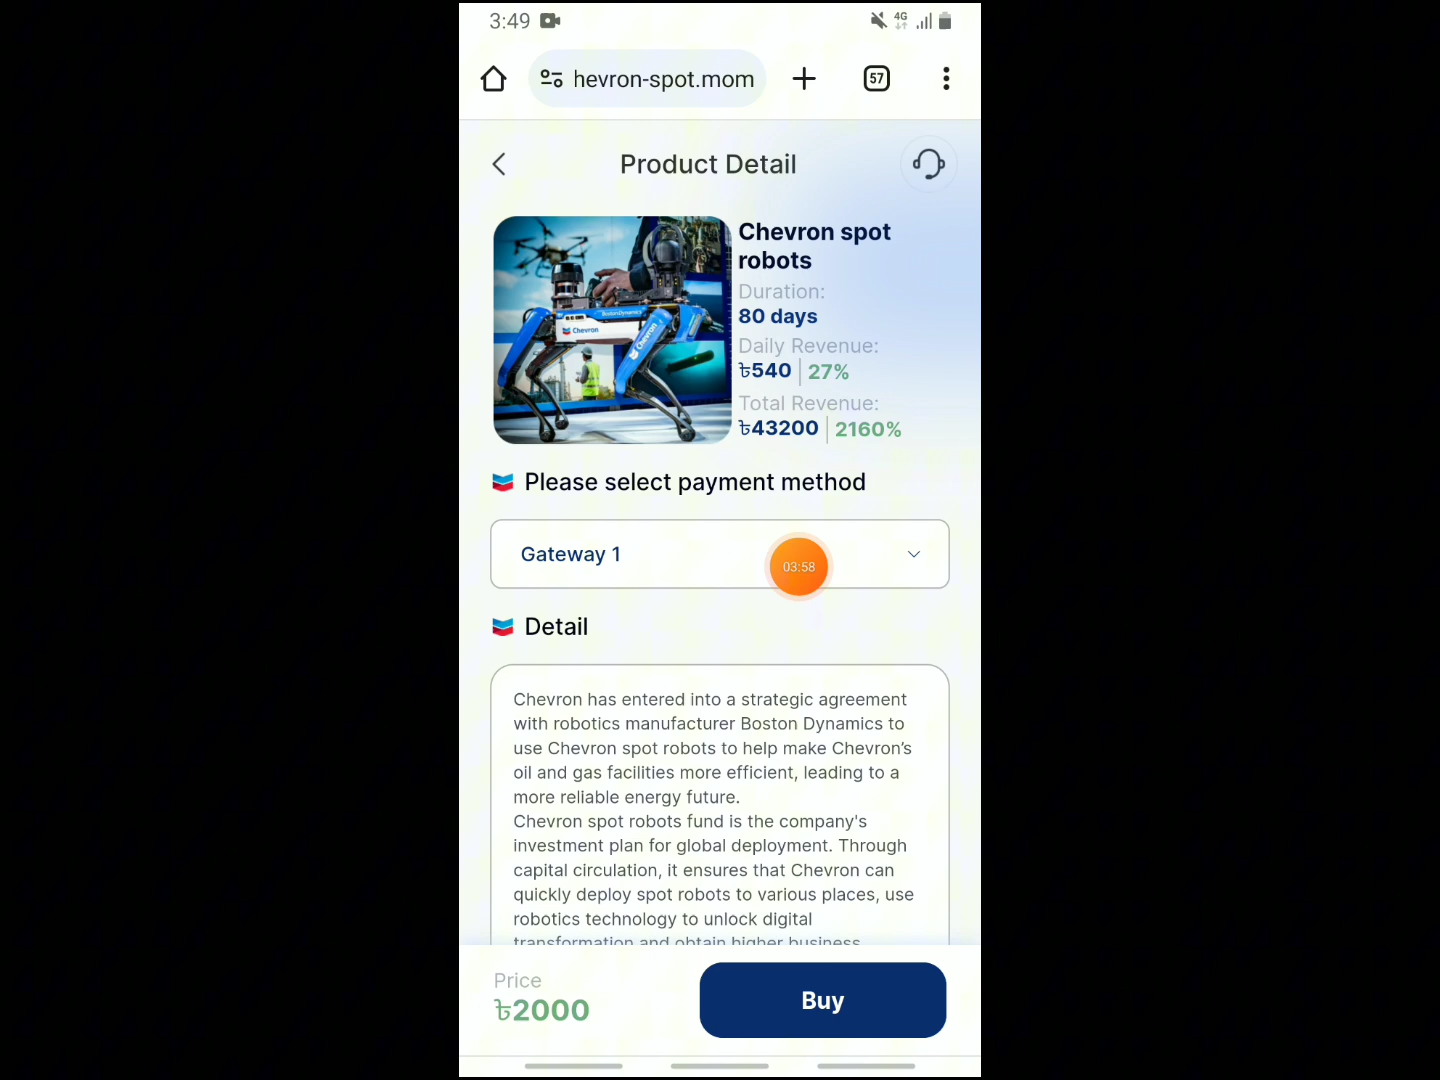 3:49
4G
hevron-spot.mom
57
Product Detail
BostonDynamics
Chevron
Chevron
Chevron spot
robots
Duration:
80 days
Daily Revenue:
৳540 | 27%
Total Revenue:
৳43200 | 2160%
Please select payment method
Gateway 1
03:58
Detail
Chevron has entered into a strategic agreement
with robotics manufacturer Boston Dynamics to
use Chevron spot robots to help make Chevron’s
oil and gas facilities more efficient, leading to a
more reliable energy future.
Chevron spot robots fund is the company's
investment plan for global deployment. Through
capital circulation, it ensures that Chevron can
quickly deploy spot robots to various places, use
robotics technology to unlock digital
transformation and obtain higher business
Price
৳2000
Buy